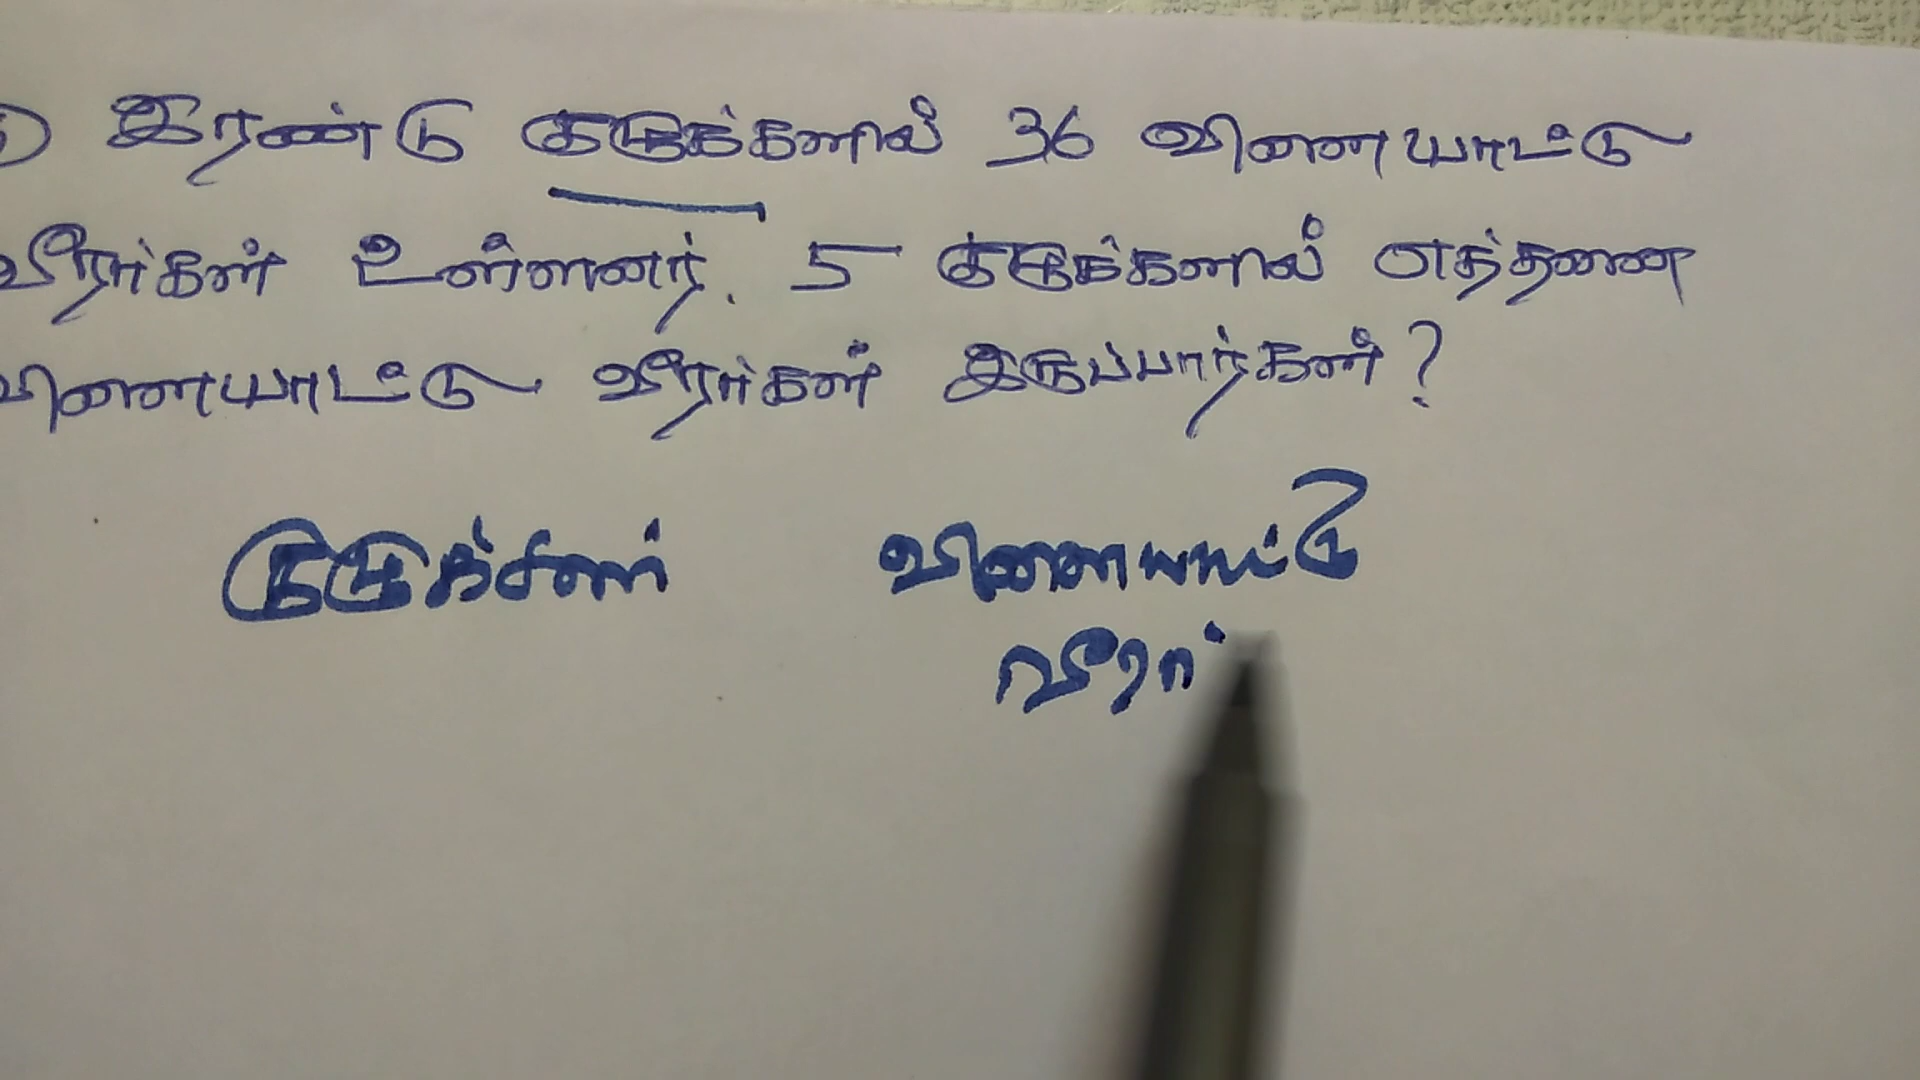 இரண்டு குழுக்களில் 36 விளையாட்டு
வீரர்கள் உள்ளனர். 5 குழுக்களில் எத்தனை
விளையாட்டு வீரர்கள் இருப்பார்கள்?
குழுக்கள் விளையாட்டு
வீரர்